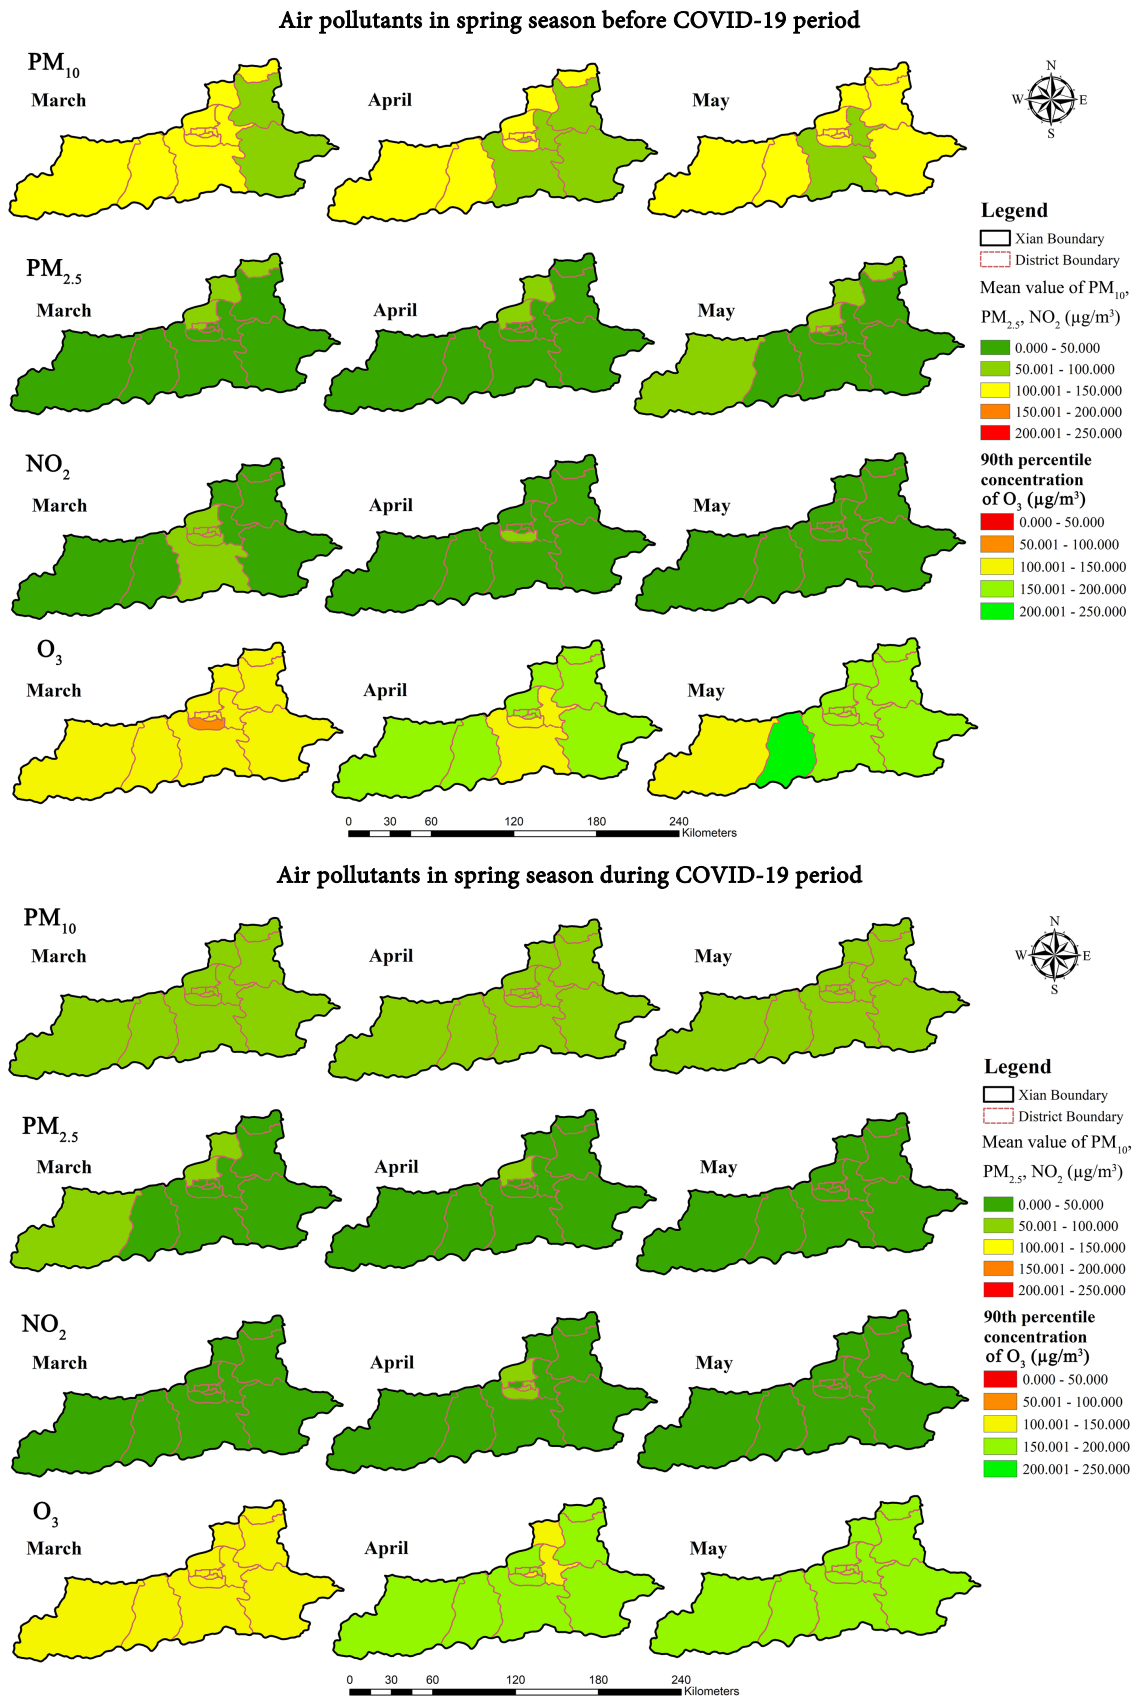 Air pollutants in spring season before COVID-19 period
PM10
March
April
May
N
W E
S
Legend
Xian Boundary
District Boundary
Mean value of PM10,
PM2.5, NO2 (µg/m³)
0.000 - 50.000
50.001 - 100.000
100.001 - 150.000
150.001 - 200.000
200.001 - 250.000
90th percentile
concentration
of O3 (µg/m³)
0.000 - 50.000
50.001 - 100.000
100.001 - 150.000
150.001 - 200.000
200.001 - 250.000
PM2.5
March
April
May
NO2
March
April
May
O3
March
April
May
0 30 60 120 180 240
Kilometers
Air pollutants in spring season during COVID-19 period
PM10
March
April
May
N
W E
S
Legend
Xian Boundary
District Boundary
Mean value of PM10,
PM2.5, NO2 (µg/m³)
0.000 - 50.000
50.001 - 100.000
100.001 - 150.000
150.001 - 200.000
200.001 - 250.000
90th percentile
concentration
of O3 (µg/m³)
0.000 - 50.000
50.001 - 100.000
100.001 - 150.000
150.001 - 200.000
200.001 - 250.000
PM2.5
March
April
May
NO2
March
April
May
O3
March
April
May
0 30 60 120 180 240
Kilometers